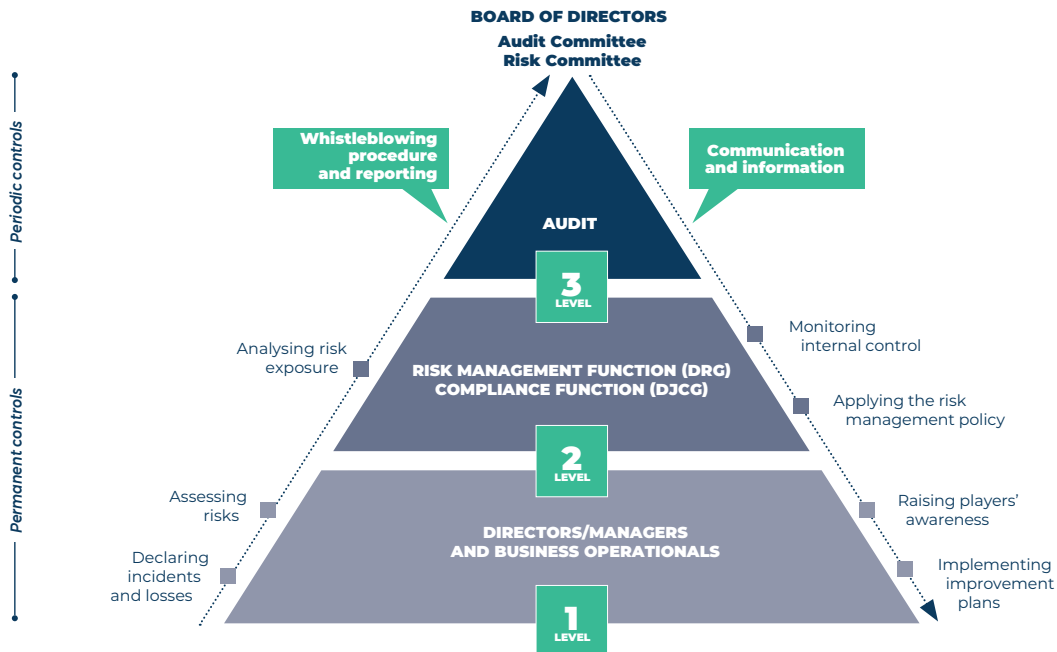 BOARD OF DIRECTORS
Audit Committee
Risk Committee
Periodic controls
Whistleblowing
procedure
and reporting
Communication
and information
AUDIT
3
LEVEL
Permanent controls
Analysing risk
exposure
Monitoring
internal control
RISK MANAGEMENT FUNCTION (DRG)
COMPLIANCE FUNCTION (DJCG)
Applying the risk
management policy
2
LEVEL
Assessing
risks
Raising players’
awareness
DIRECTORS/MANAGERS
AND BUSINESS OPERATIONALS
Declaring
incidents
and losses
Implementing
improvement
plans
1
LEVEL